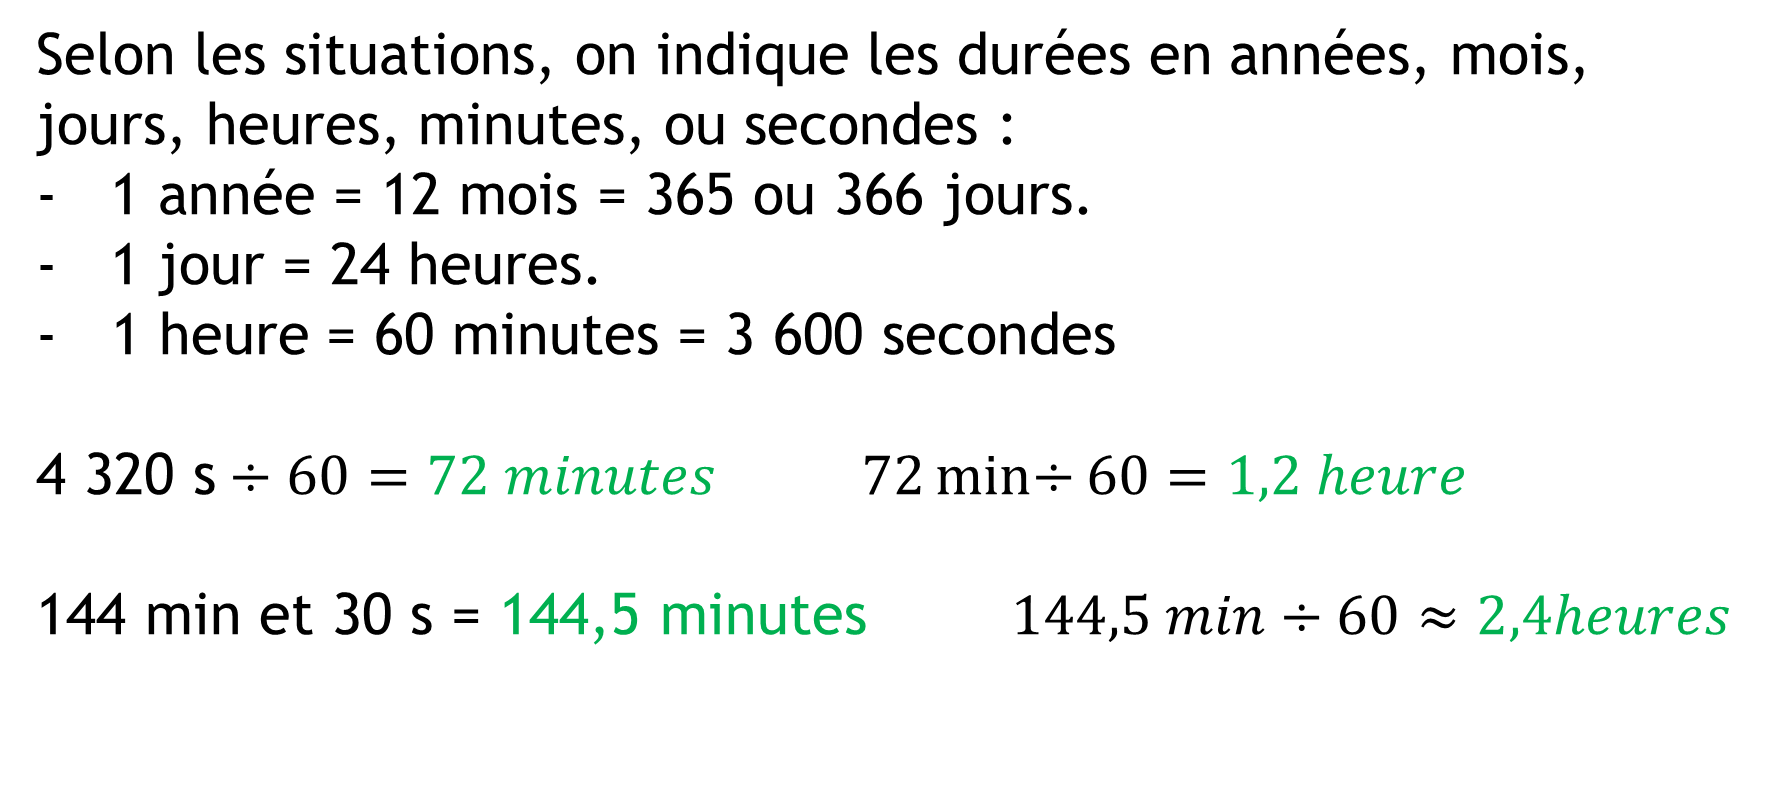 Selon les situations, on indique les durées en années, mois,
jours, heures, minutes, ou secondes :
- 1 année = 12 mois = 365 ou 366 jours.
- 1 jour = 24 heures.
- 1 heure = 60 minutes = 3 600 secondes
4 320 s ÷ 60 = 72 minutes 72 min÷ 60 = 1,2 heure
144 min et 30 s = 144,5 minutes 144,5 min ÷ 60 ≈ 2,4heures